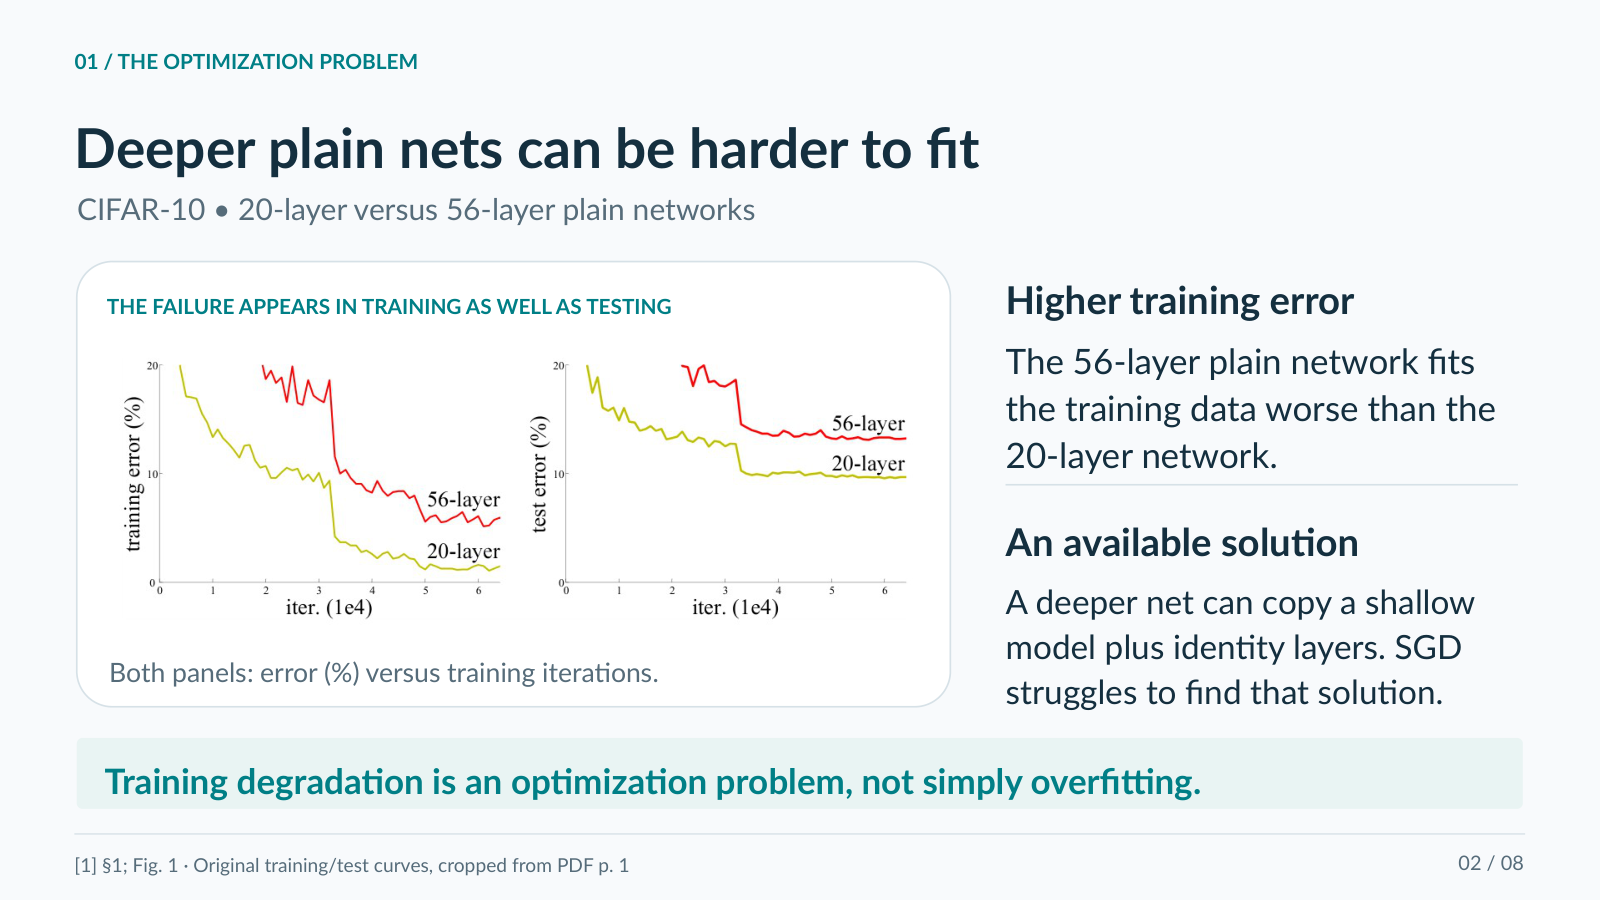 01 / THE OPTIMIZATION PROBLEM
Deeper plain nets can be harder to fit
CIFAR-10 • 20-layer versus 56-layer plain networks
THE FAILURE APPEARS IN TRAINING AS WELL AS TESTING
20
10
0
training error (%)
56-layer
20-layer
0 1 2 3 4 5 6
iter. (1e4)
20
10
0
test error (%)
56-layer
20-layer
0 1 2 3 4 5 6
iter. (1e4)
Both panels: error (%) versus training iterations.
Higher training error
The 56-layer plain network fits
the training data worse than the
20-layer network.
An available solution
A deeper net can copy a shallow
model plus identity layers. SGD
struggles to find that solution.
Training degradation is an optimization problem, not simply overfitting.
[1] §1; Fig. 1 · Original training/test curves, cropped from PDF p. 1
02 / 08